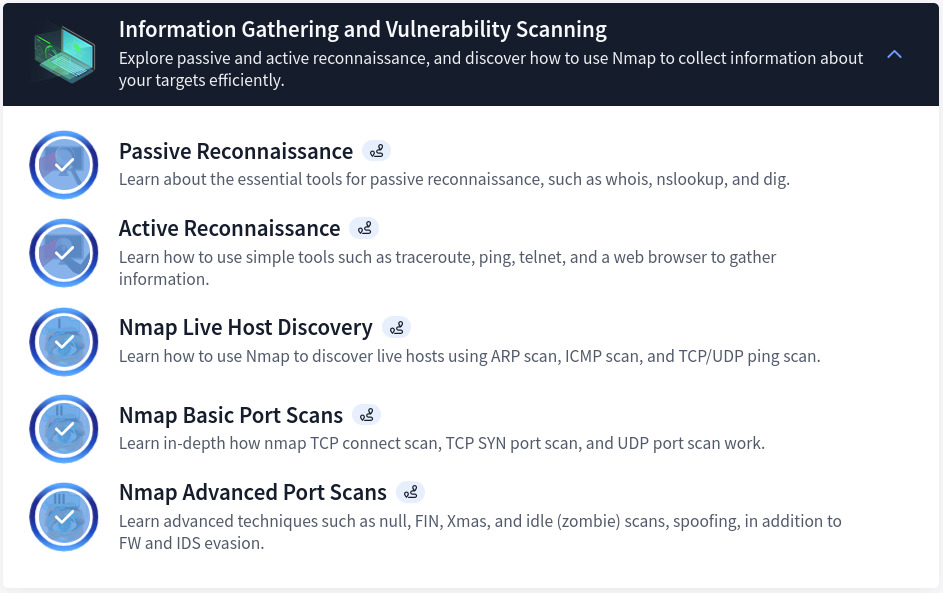 Information Gathering and Vulnerability Scanning
Explore passive and active reconnaissance, and discover how to use Nmap to collect information about
your targets efficiently.
Passive Reconnaissance
Learn about the essential tools for passive reconnaissance, such as whois, nslookup, and dig.
Active Reconnaissance
Learn how to use simple tools such as traceroute, ping, telnet, and a web browser to gather
information.
Nmap Live Host Discovery
Learn how to use Nmap to discover live hosts using ARP scan, ICMP scan, and TCP/UDP ping scan.
Nmap Basic Port Scans
Learn in-depth how nmap TCP connect scan, TCP SYN port scan, and UDP port scan work.
Nmap Advanced Port Scans
Learn advanced techniques such as null, FIN, Xmas, and idle (zombie) scans, spoofing, in addition to
FW and IDS evasion.